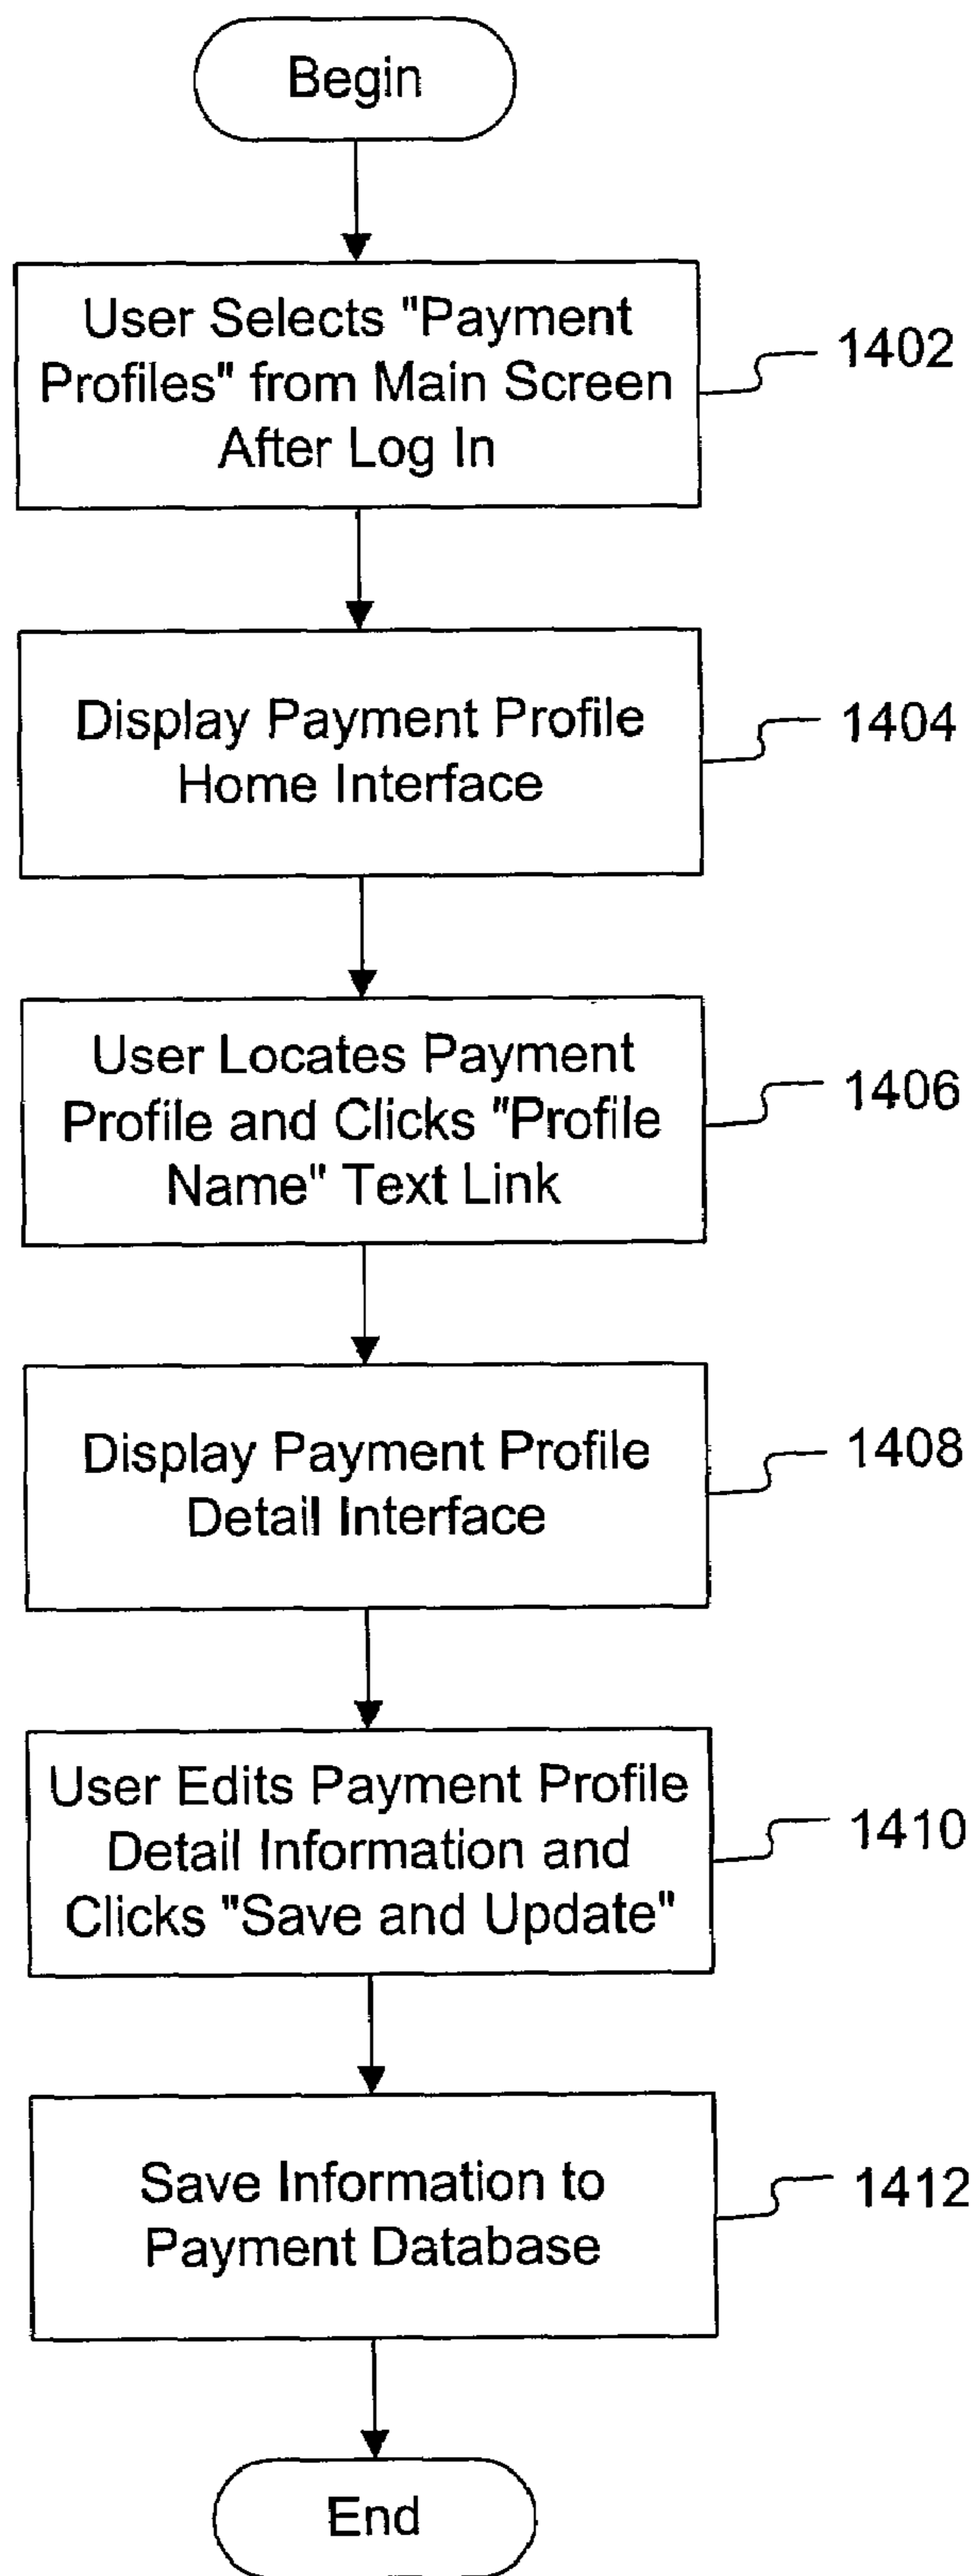 Begin
User Selects "Payment
Profiles" from Main Screen
After Log In
1402
Display Payment Profile
Home Interface
1404
User Locates Payment
Profile and Clicks "Profile
Name" Text Link
1406
Display Payment Profile
Detail Interface
1408
User Edits Payment Profile
Detail Information and
Clicks "Save and Update"
1410
Save Information to
Payment Database
1412
End